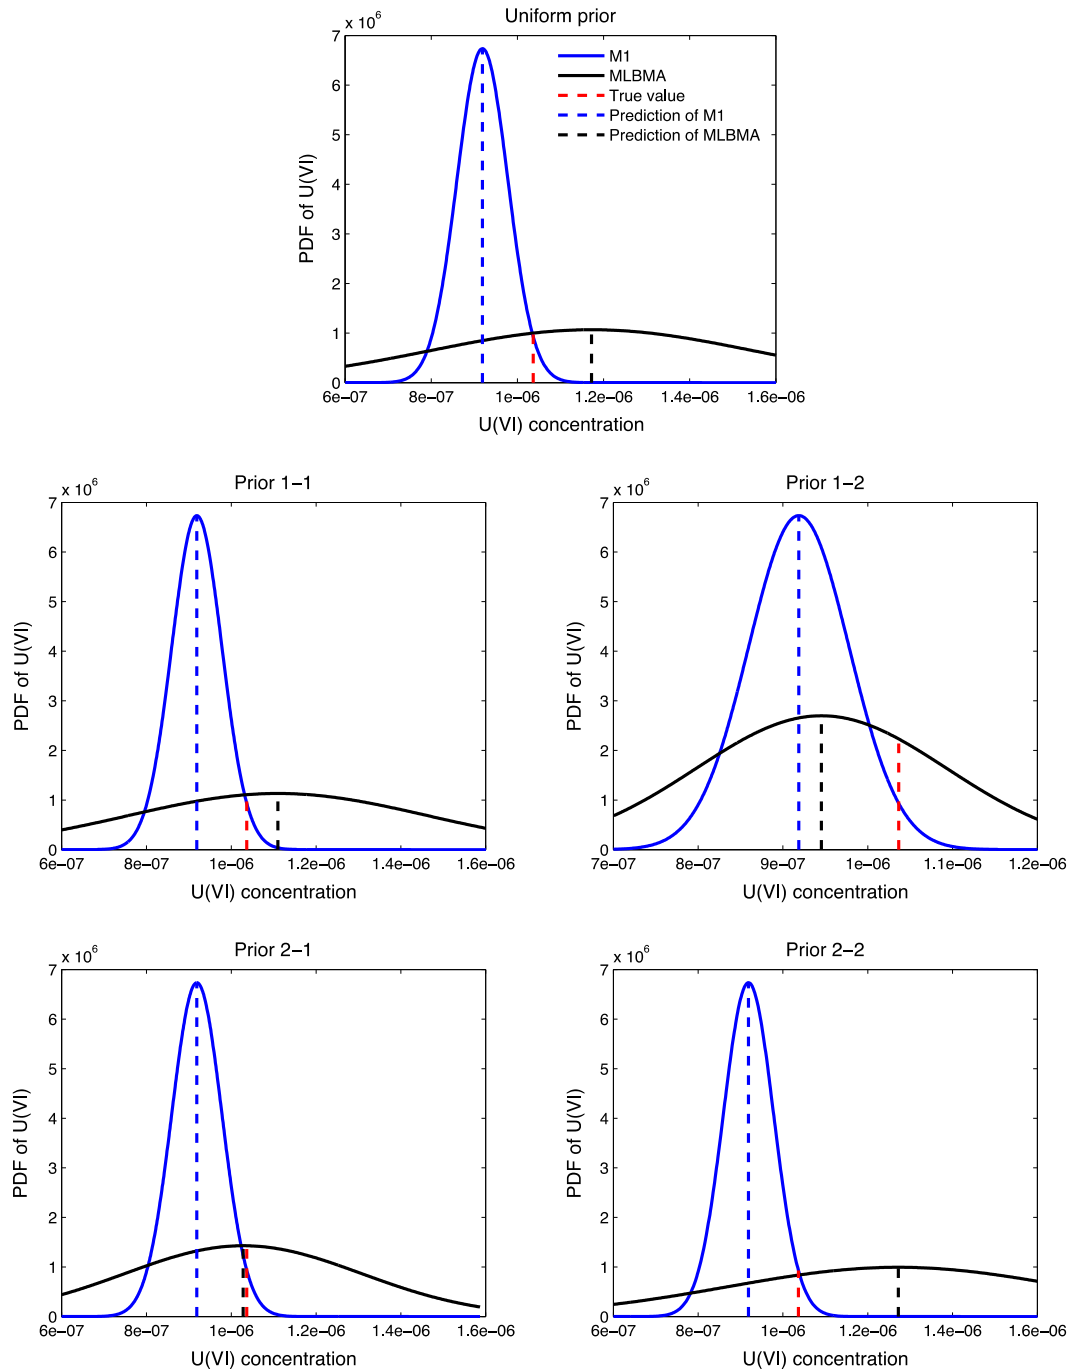 Uniform prior
x 10^6
7
6
5
4
3
2
1
0
PDF of U(VI)
M1
MLBMA
True value
Prediction of M1
Prediction of MLBMA
6e−07 8e−07 1e−06 1.2e−06 1.4e−06 1.6e−06
U(VI) concentration
Prior 1−1
x 10^6
7
6
5
4
3
2
1
0
PDF of U(VI)
6e−07 8e−07 1e−06 1.2e−06 1.4e−06 1.6e−06
U(VI) concentration
Prior 1−2
x 10^6
7
6
5
4
3
2
1
0
PDF of U(VI)
7e−07 8e−07 9e−07 1e−06 1.1e−06 1.2e−06
U(VI) concentration
Prior 2−1
x 10^6
7
6
5
4
3
2
1
0
PDF of U(VI)
6e−07 8e−07 1e−06 1.2e−06 1.4e−06 1.6e−06
U(VI) concentration
Prior 2−2
x 10^6
7
6
5
4
3
2
1
0
PDF of U(VI)
6e−07 8e−07 1e−06 1.2e−06 1.4e−06 1.6e−06
U(VI) concentration